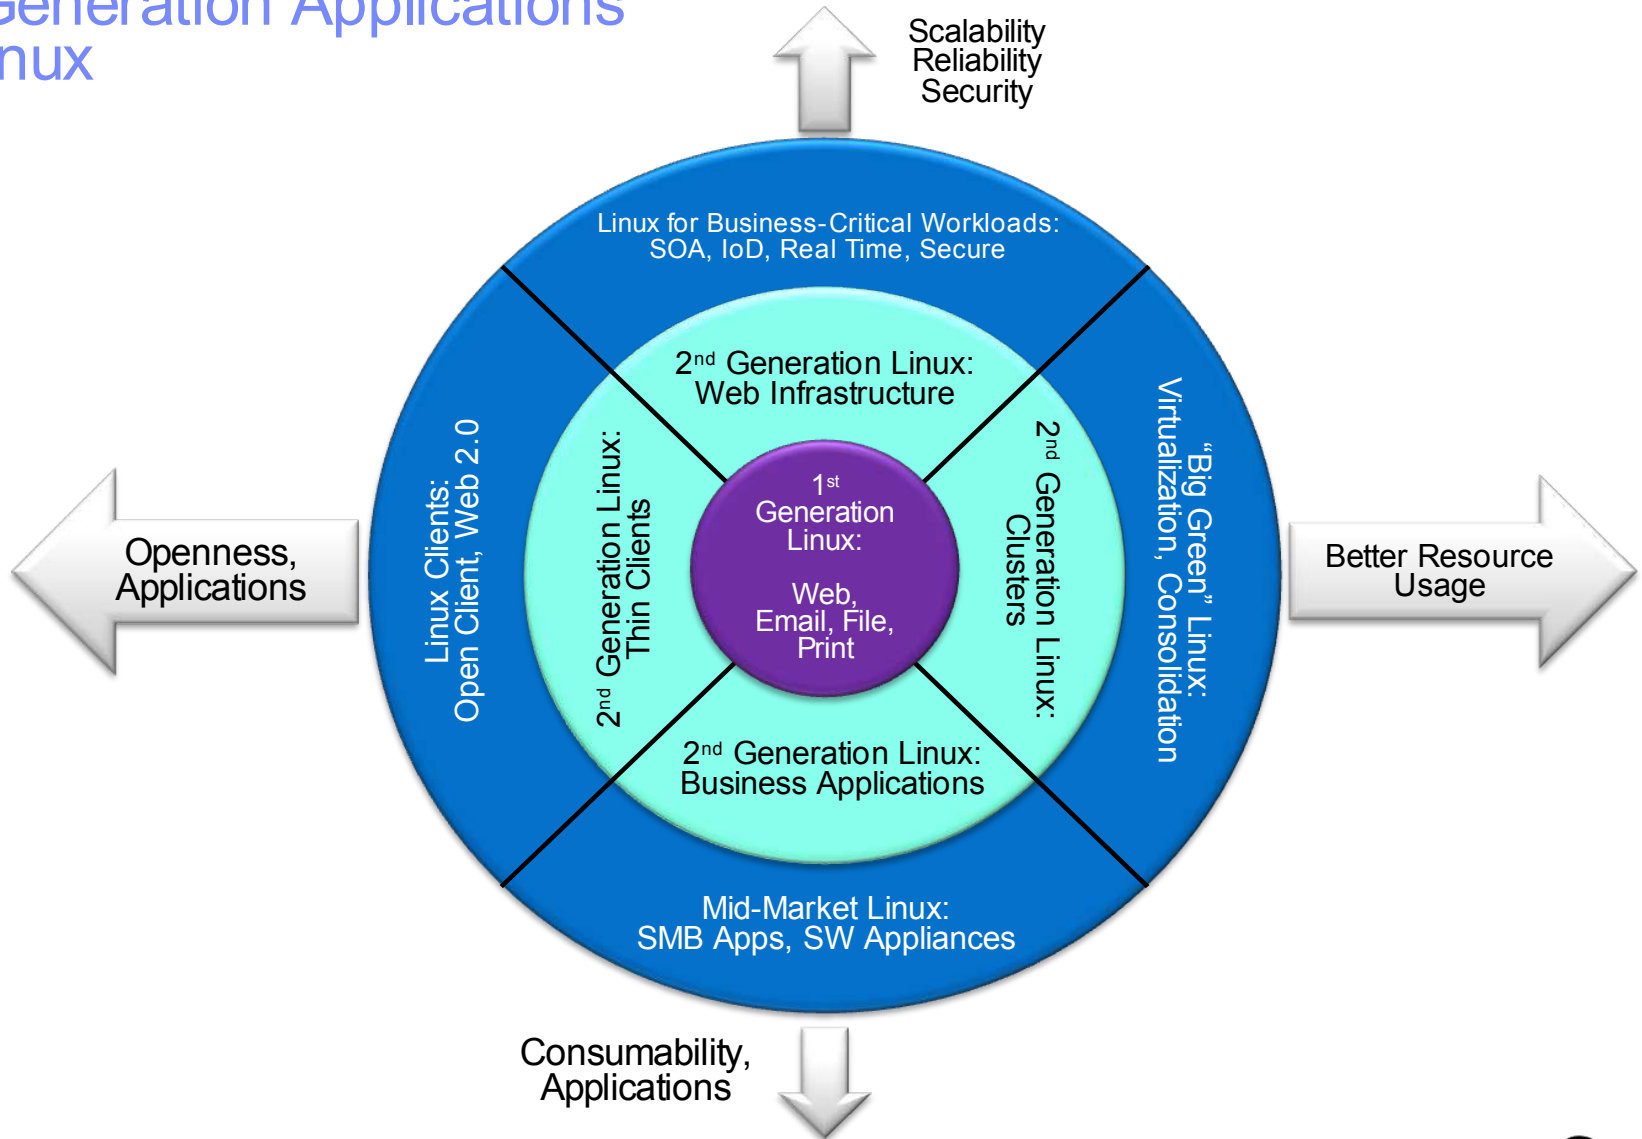 Generation Applications
nux
Scalability
Reliability
Security
Linux for Business-Critical Workloads:
SOA, IoD, Real Time, Secure
2nd Generation Linux:
Web Infrastructure
Openness,
Applications
Linux Clients:
Open Client, Web 2.0
2nd Generation Linux:
Thin Clients
1st
Generation
Linux:
Web,
Email, File,
Print
2nd Generation Linux:
Clusters
“Big Green” Linux:
Virtualization, Consolidation
Better Resource
Usage
2nd Generation Linux:
Business Applications
Mid-Market Linux:
SMB Apps, SW Appliances
Consumability,
Applications